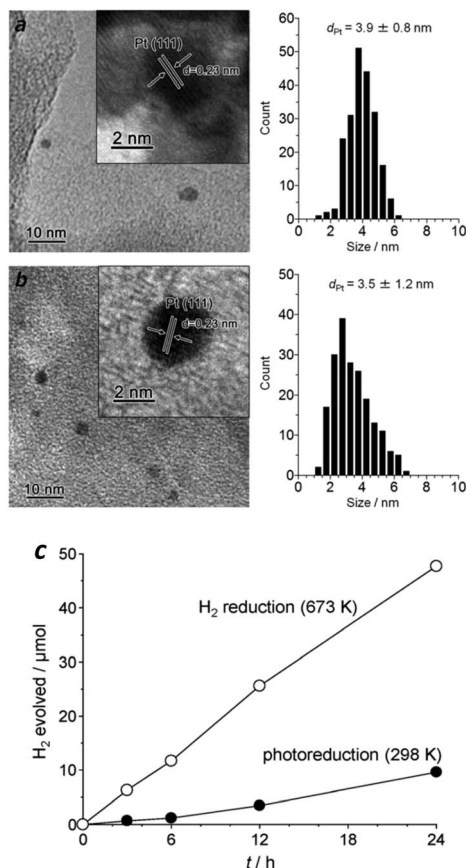 a
Pt (111)
d=0.23 nm
2 nm
10 nm
dPt = 3.9 ± 0.8 nm
60
50
40
30
20
10
0
Count
0 2 4 6 8 10
Size / nm
b
Pt (111)
d=0.23 nm
2 nm
10 nm
dPt = 3.5 ± 1.2 nm
50
40
30
20
10
0
Count
0 2 4 6 8 10
Size / nm
c
50
40
30
20
10
0
H2 evolved / μmol
H2 reduction (673 K)
photoreduction (298 K)
0 6 12 18 24
t / h